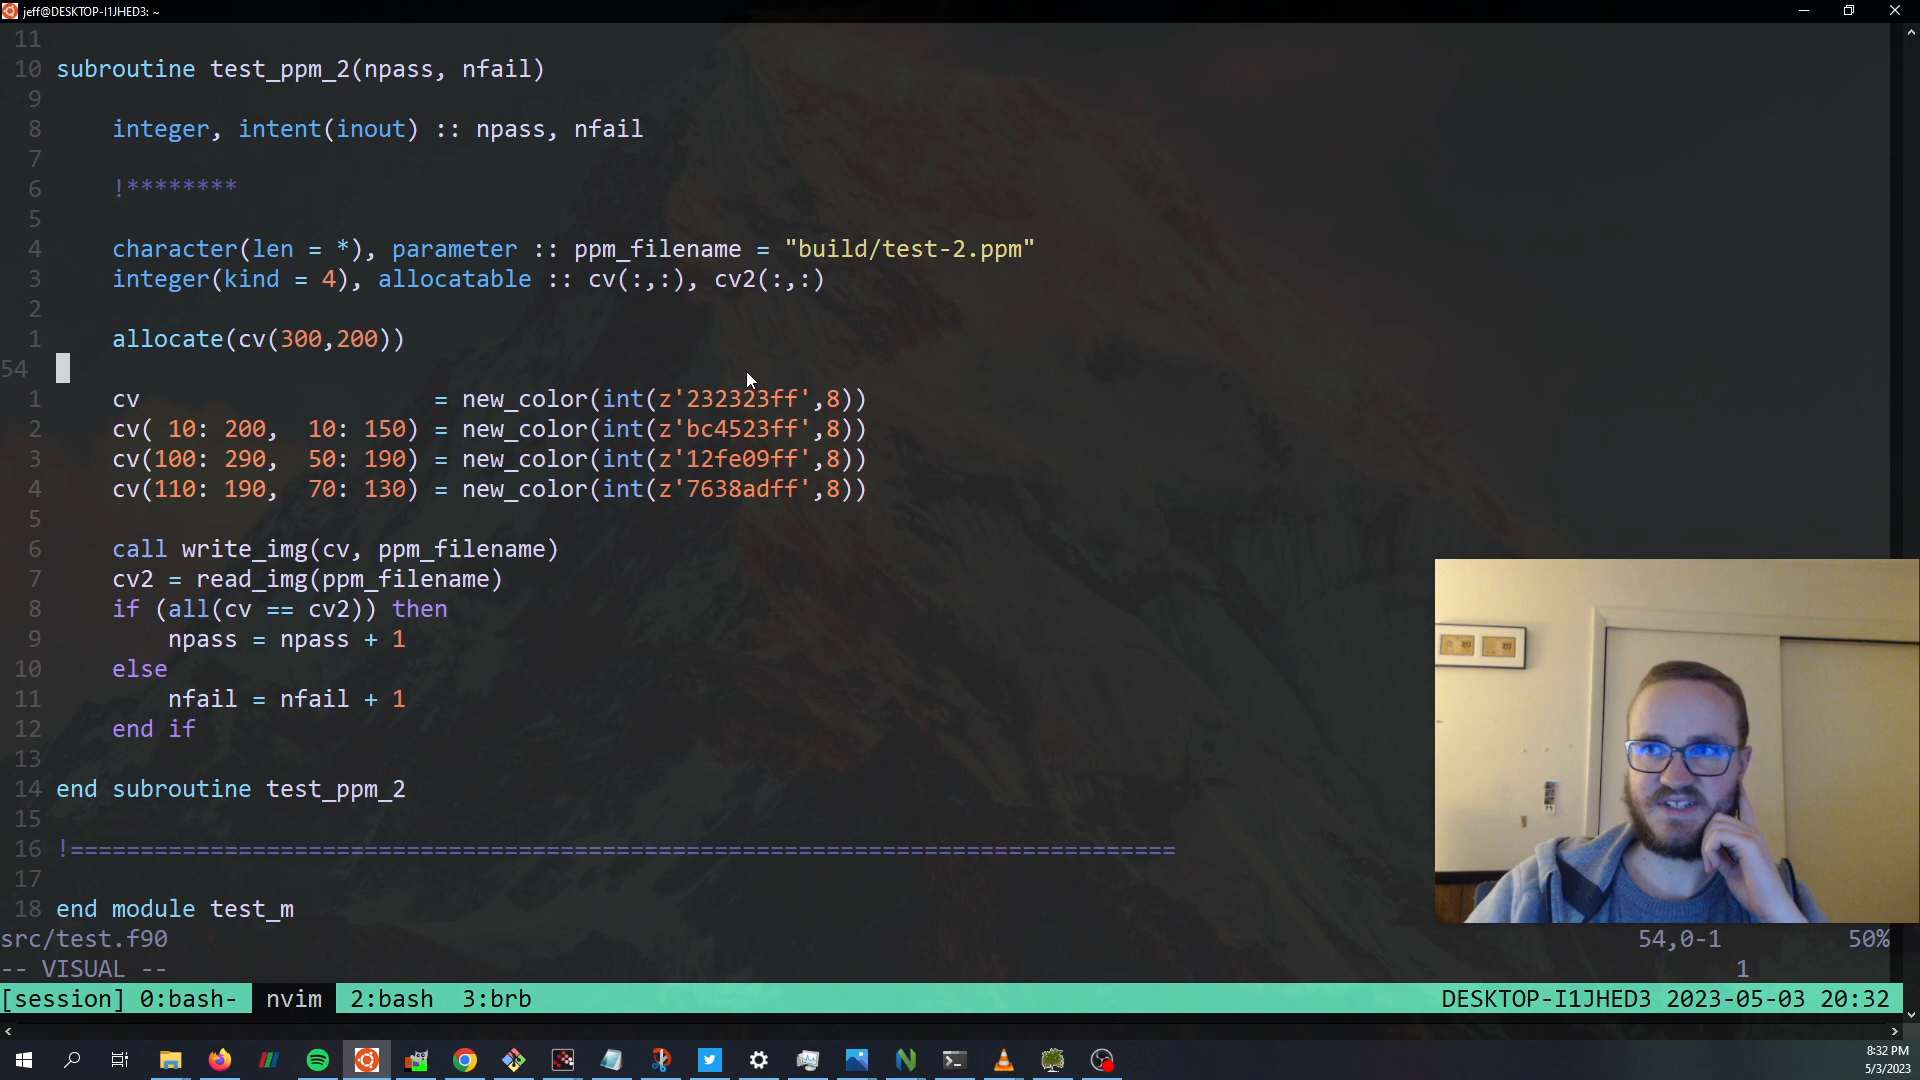 jeff@DESKTOP-I1JHED3: ~
11
10 subroutine test_ppm_2(npass, nfail)
9
8     integer, intent(inout) :: npass, nfail
7
6     !********
5
4     character(len = *), parameter :: ppm_filename = "build/test-2.ppm"
3     integer(kind = 4), allocatable :: cv(:,:), cv2(:,:)
2
1     allocate(cv(300,200))
54
1     cv                     = new_color(int(z'232323ff',8))
2     cv( 10: 200,  10: 150) = new_color(int(z'bc4523ff',8))
3     cv(100: 290,  50: 190) = new_color(int(z'12fe09ff',8))
4     cv(110: 190,  70: 130) = new_color(int(z'7638adff',8))
5
6     call write_img(cv, ppm_filename)
7     cv2 = read_img(ppm_filename)
8     if (all(cv == cv2)) then
9         npass = npass + 1
10     else
11         nfail = nfail + 1
12     end if
13
14 end subroutine test_ppm_2
15
16 !===============================================================================
17
18 end module test_m
src/test.f90 54,0-1 50%
-- VISUAL -- 1
[session] 0:bash- nvim 2:bash 3:brb DESKTOP-I1JHED3 2023-05-03 20:32
8:32 PM
5/3/2023